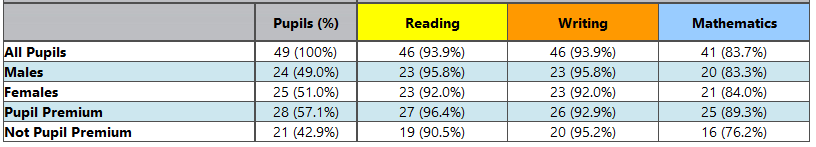 Pupils (%) Reading Writing Mathematics
All Pupils 49 (100%) 46 (93.9%) 46 (93.9%) 41 (83.7%)
Males 24 (49.0%) 23 (95.8%) 23 (95.8%) 20 (83.3%)
Females 25 (51.0%) 23 (92.0%) 23 (92.0%) 21 (84.0%)
Pupil Premium 28 (57.1%) 27 (96.4%) 26 (92.9%) 25 (89.3%)
Not Pupil Premium 21 (42.9%) 19 (90.5%) 20 (95.2%) 16 (76.2%)